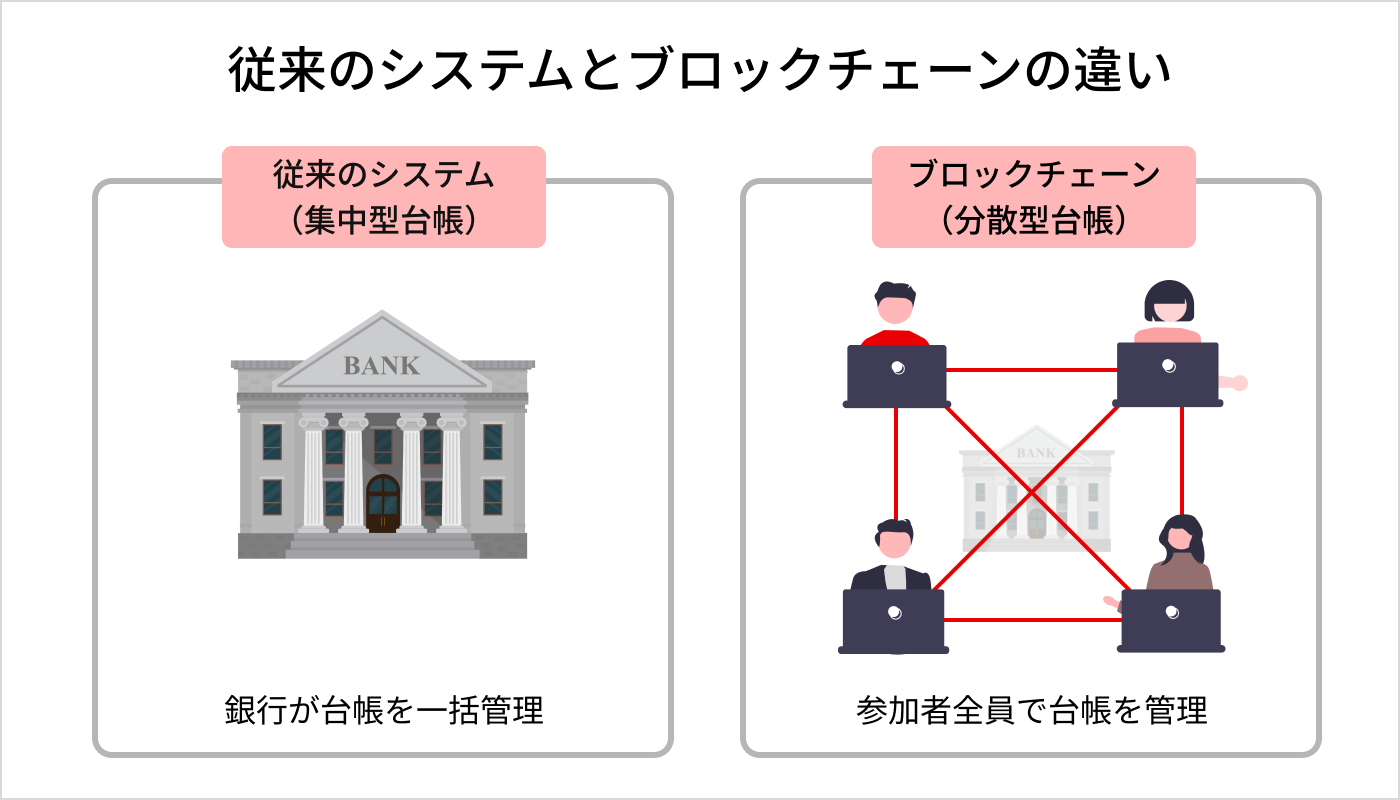 従来のシステムとブロックチェーンの違い
従来のシステム
（集中型台帳）
BANK
銀行が台帳を一括管理
ブロックチェーン
（分散型台帳）
BANK
参加者全員で台帳を管理